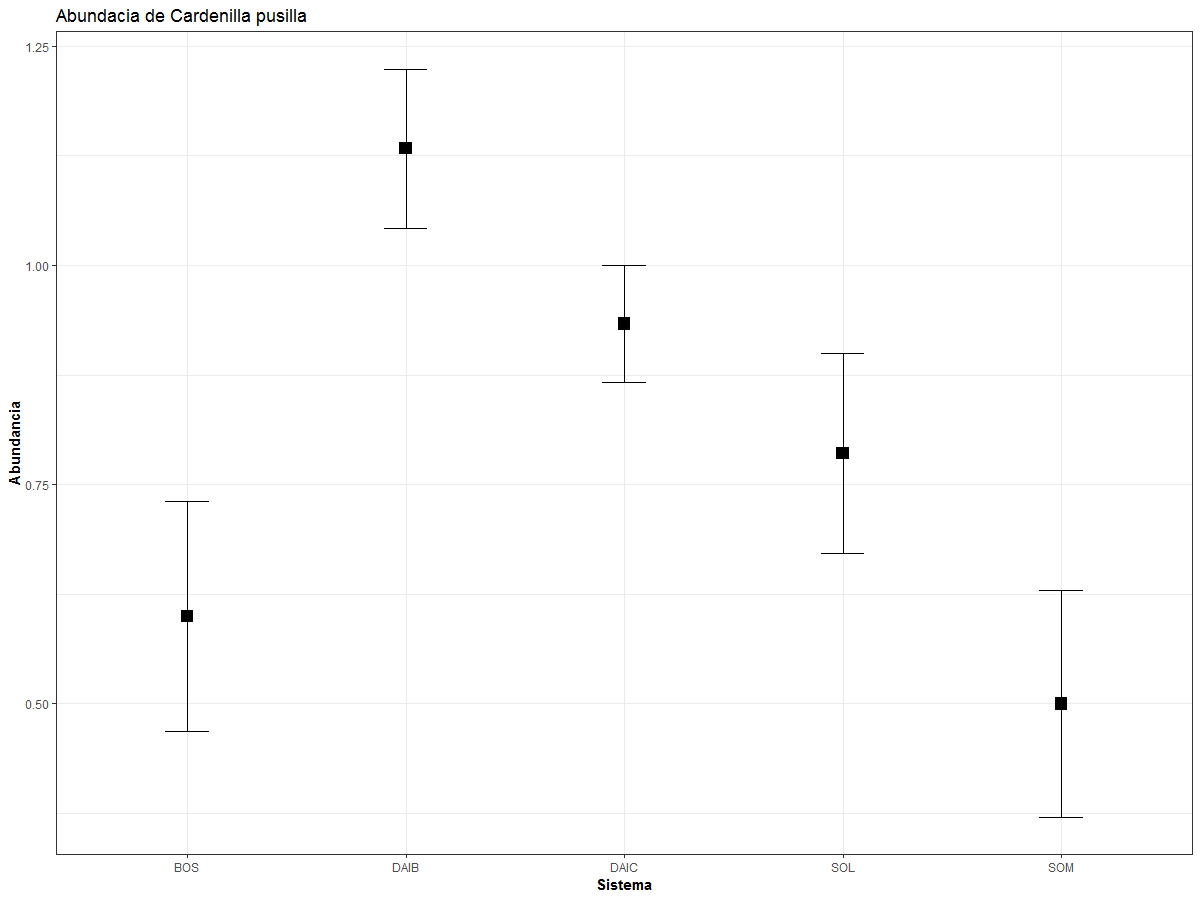 Abundacia de Cardenilla pusilla
1.25
1.00
0.75
0.50
Abundancia
BOS DAIB DAIC SOL SOM
Sistema